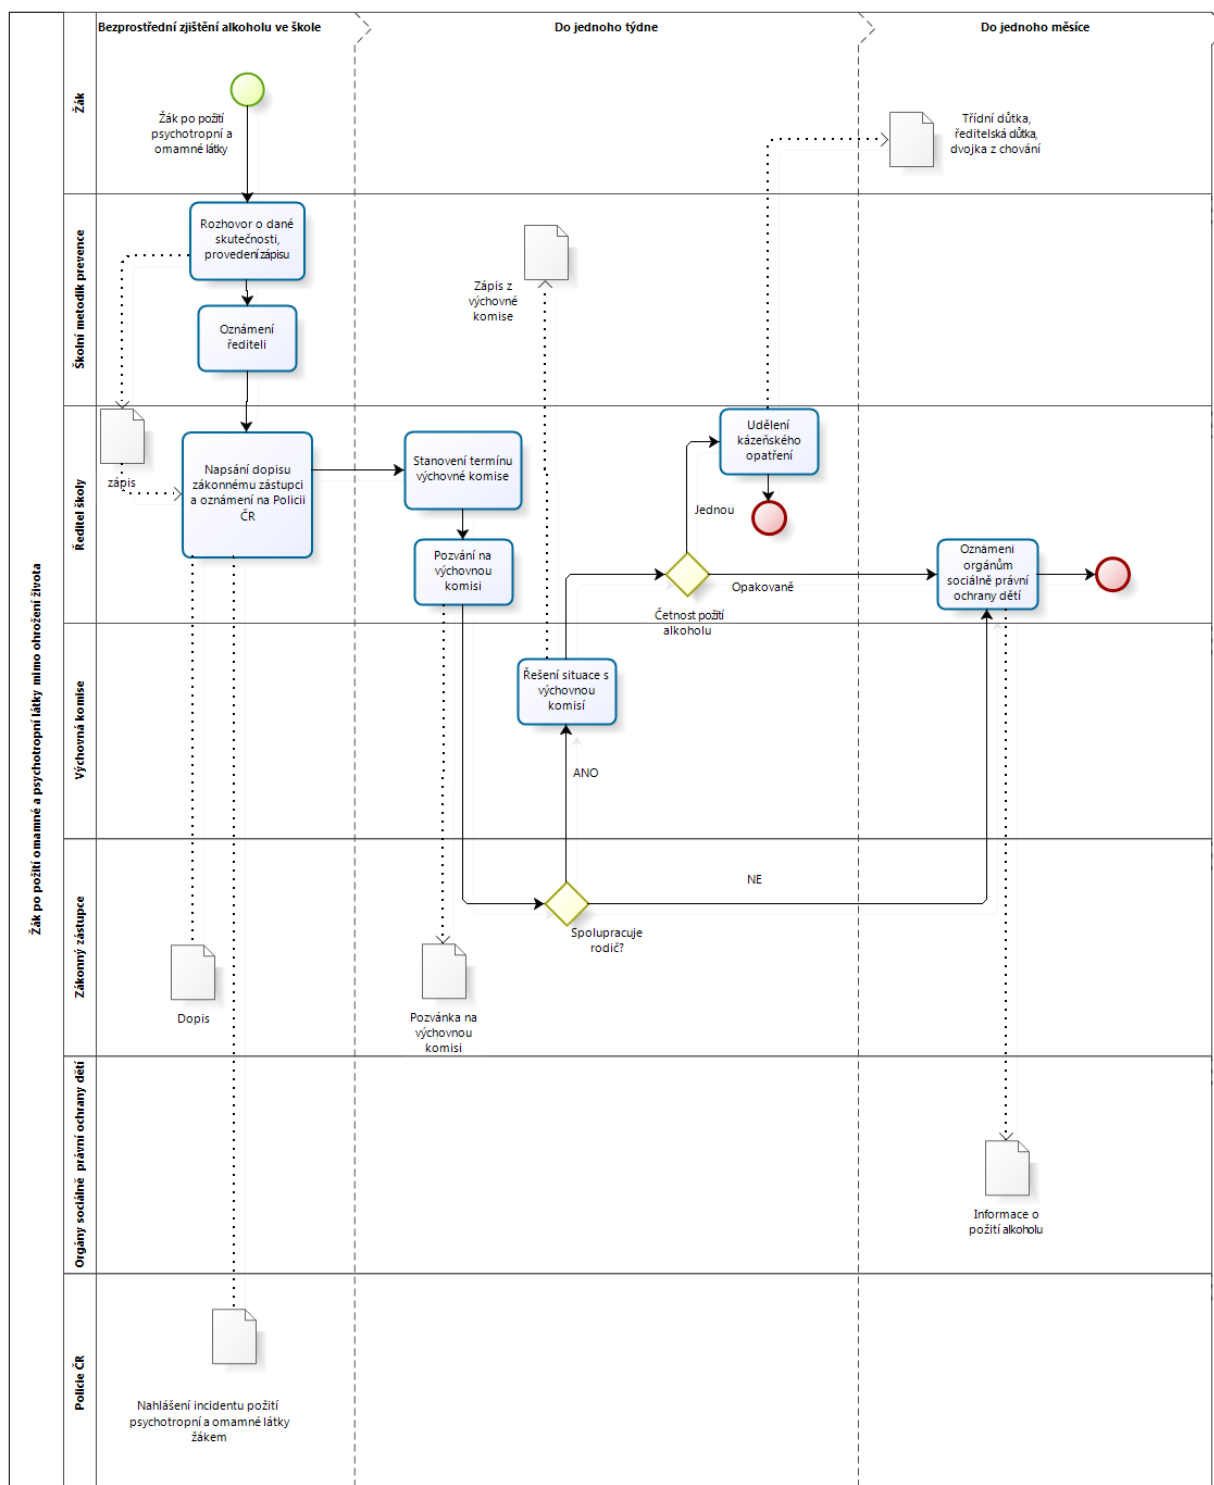 Bezprostřední zjištění alkoholu ve škole
Do jednoho týdne
Do jednoho měsíce
Žák po požití omamné a psychotropní látky mimo ohrožení života
Žák
Žák po požití
psychotropní a
omamné látky
Třídní důtka,
ředitelská důtka,
dvojka z chování
Školní metodik prevence
Rozhovor o dané
skutečnosti,
provedení zápisu
Oznámení
řediteli
Zápis z
výchovné
komise
Ředitel školy
zápis
Napsání dopisu
zákonnému zástupci
a oznámení na Policii
ČR
Stanovení termínu
výchovné komise
Pozvání na
výchovnou
komisi
Udělení
kázeňského
opatření
Jednou
Opakovaně
Četnost požití
alkoholu
Oznámeni
orgánům
sociálně právní
ochrany dětí
Výchovná komise
Řešení situace s
výchovnou
komisí
ANO
Zákonný zástupce
NE
Spolupracuje
rodič?
Dopis
Pozvánka na
výchovnou
komisi
Orgány sociálně právní ochrany dětí
Informace o
požití alkoholu
Policie ČR
Nahlášení incidentu požití
psychotropní a omamné látky
žákem